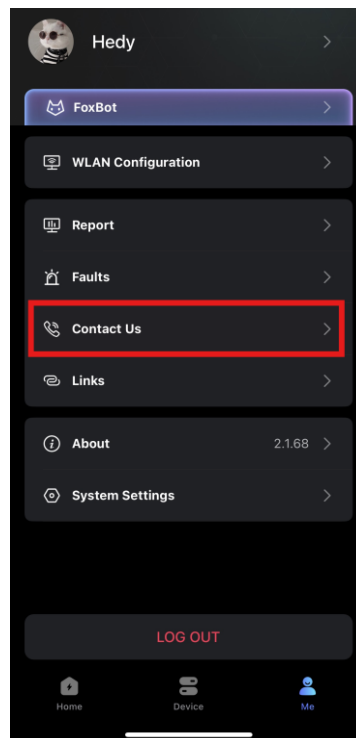 Hedy
FoxBot
WLAN Configuration
Report
Faults
Contact Us
Links
About 2.1.68
System Settings
LOG OUT
Home Device Me